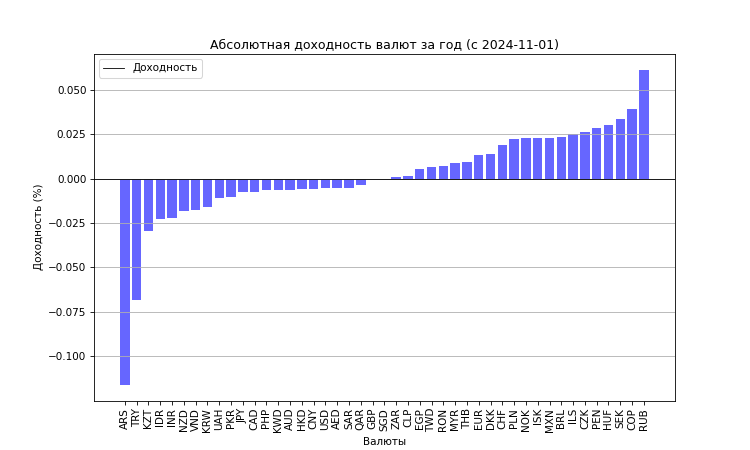 Абсолютная доходность валют за год (с 2024-11-01)
Доходность
0.050
0.025
0.000
−0.025
−0.050
−0.075
−0.100
Доходность (%)
ARS TRY KZT IDR INR NZD VND KRW UAH PKR JPY CAD PHP KWD AUD HKD CNY USD AED SAR QAR GBP SGD ZAR CLP EGP TWD RON MYR THB EUR DKK CHF PLN NOK ISK MXN BRL ILS CZK PEN HUF SEK COP RUB
Валюты